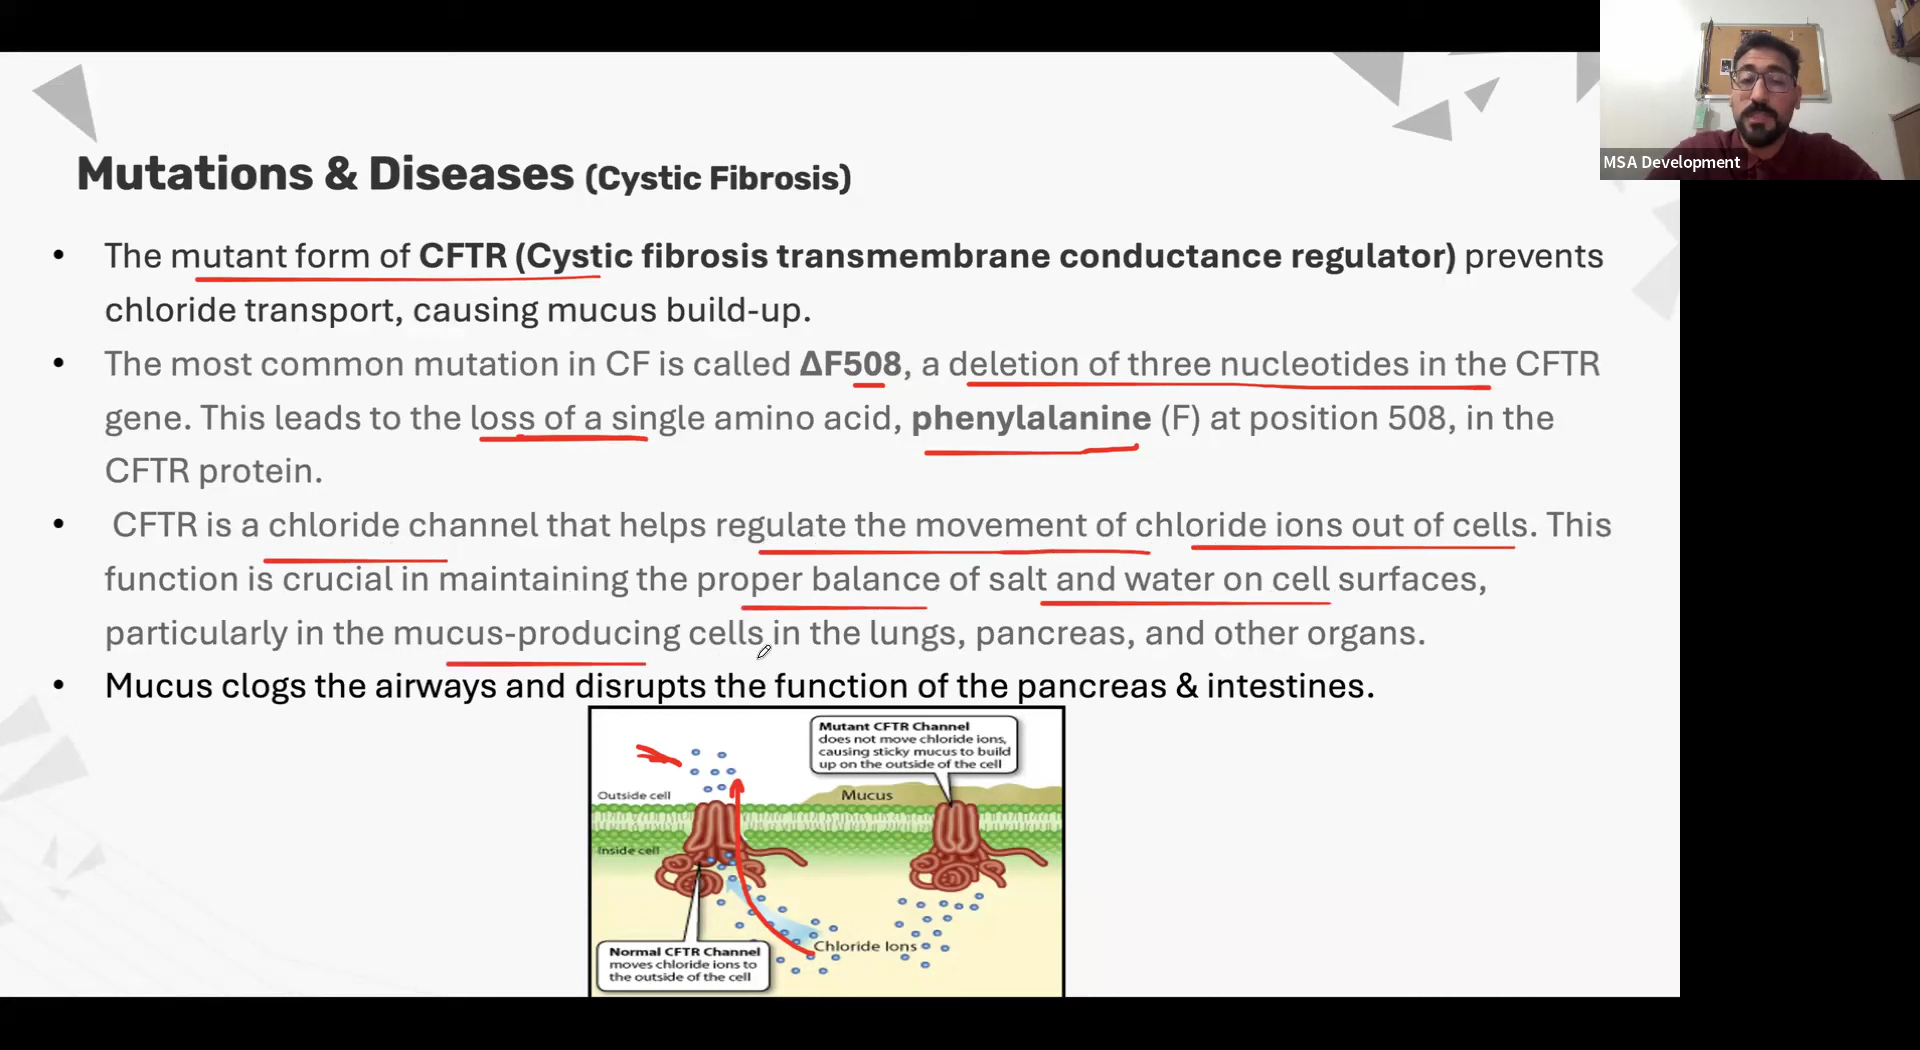 MSA Development
Mutations & Diseases (Cystic Fibrosis)
• The mutant form of CFTR (Cystic fibrosis transmembrane conductance regulator) prevents
chloride transport, causing mucus build-up.
• The most common mutation in CF is called ΔF508, a deletion of three nucleotides in the CFTR
gene. This leads to the loss of a single amino acid, phenylalanine (F) at position 508, in the
CFTR protein.
• CFTR is a chloride channel that helps regulate the movement of chloride ions out of cells. This
function is crucial in maintaining the proper balance of salt and water on cell surfaces,
particularly in the mucus-producing cells in the lungs, pancreas, and other organs.
• Mucus clogs the airways and disrupts the function of the pancreas & intestines.
Mutant CFTR Channel
does not move chloride ions,
causing sticky mucus to build
up on the outside of the cell
Outside cell
Mucus
Inside cell
Chloride Ions
Normal CFTR Channel
moves chloride ions to
the outside of the cell